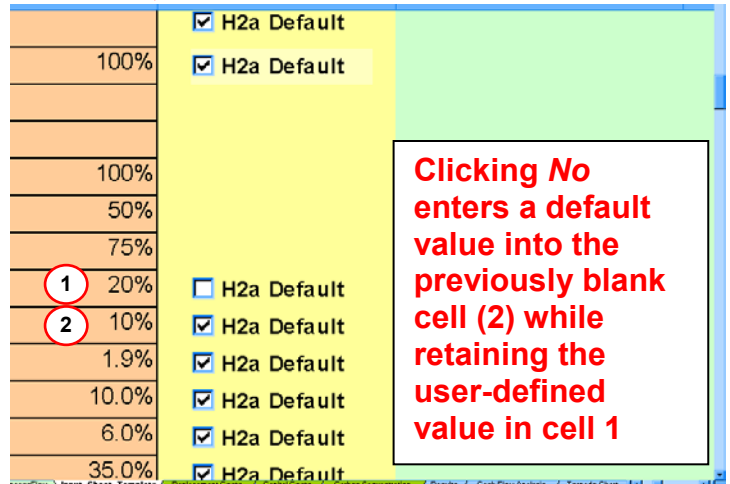 H2a Default
100% H2a Default
100%
50%
75%
1 20% H2a Default
2 10% H2a Default
1.9% H2a Default
10.0% H2a Default
6.0% H2a Default
35.0% H2a Default
Clicking No
enters a default
value into the
previously blank
cell (2) while
retaining the
user-defined
value in cell 1